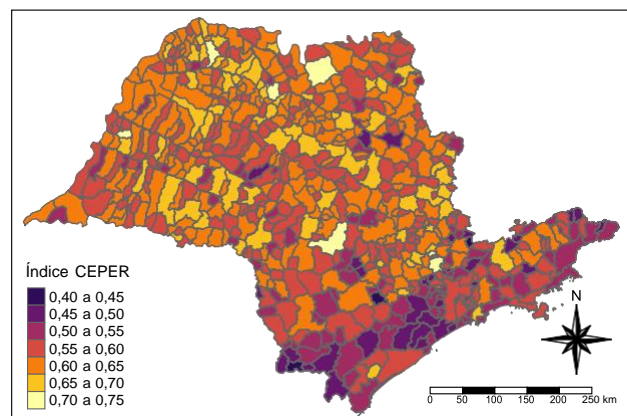 Índice CEPER
0,40 a 0,45
0,45 a 0,50
0,50 a 0,55
0,55 a 0,60
0,60 a 0,65
0,65 a 0,70
0,70 a 0,75
N
0 50 100 150 200 250 km